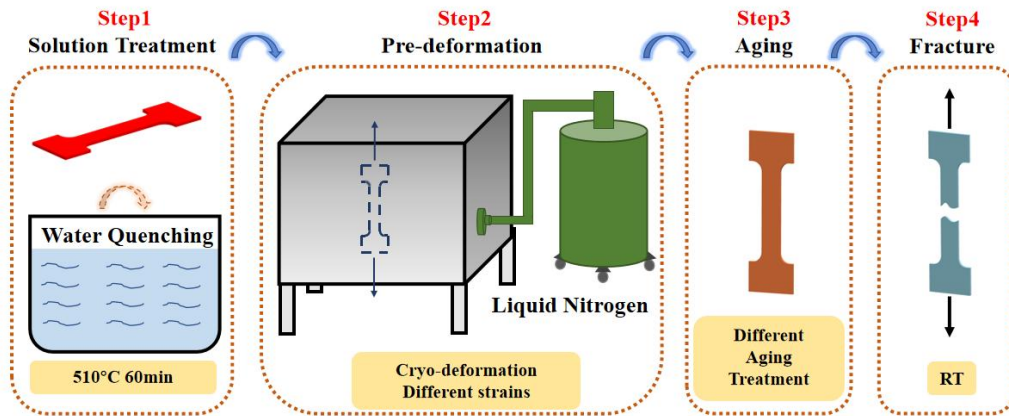 Step1
Solution Treatment
Water Quenching
510°C 60min
Step2
Pre-deformation
Liquid Nitrogen
Cryo-deformation
Different strains
Step3
Aging
Different
Aging
Treatment
Step4
Fracture
RT